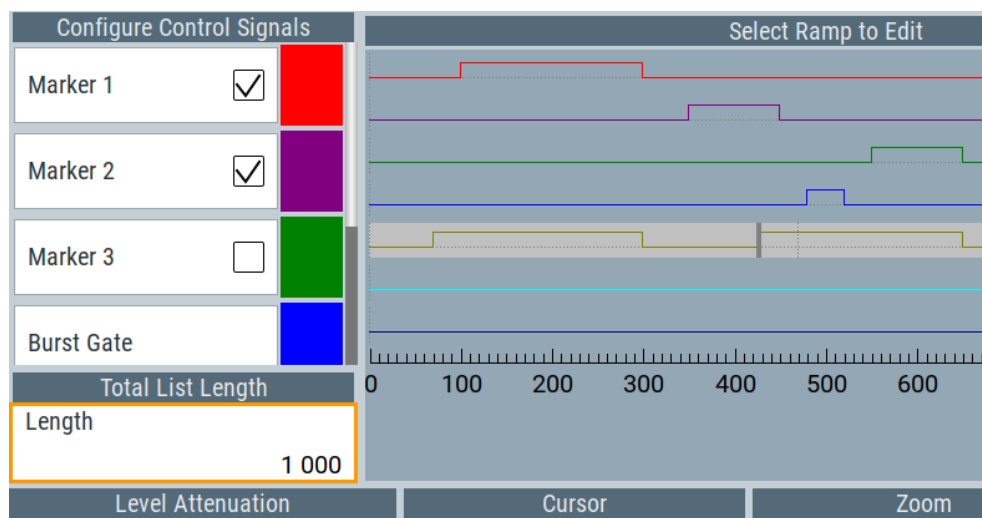 Configure Control Signals
Select Ramp to Edit
Marker 1
Marker 2
Marker 3
Burst Gate
0 100 200 300 400 500 600
Total List Length
Length
1 000
Level Attenuation
Cursor
Zoom